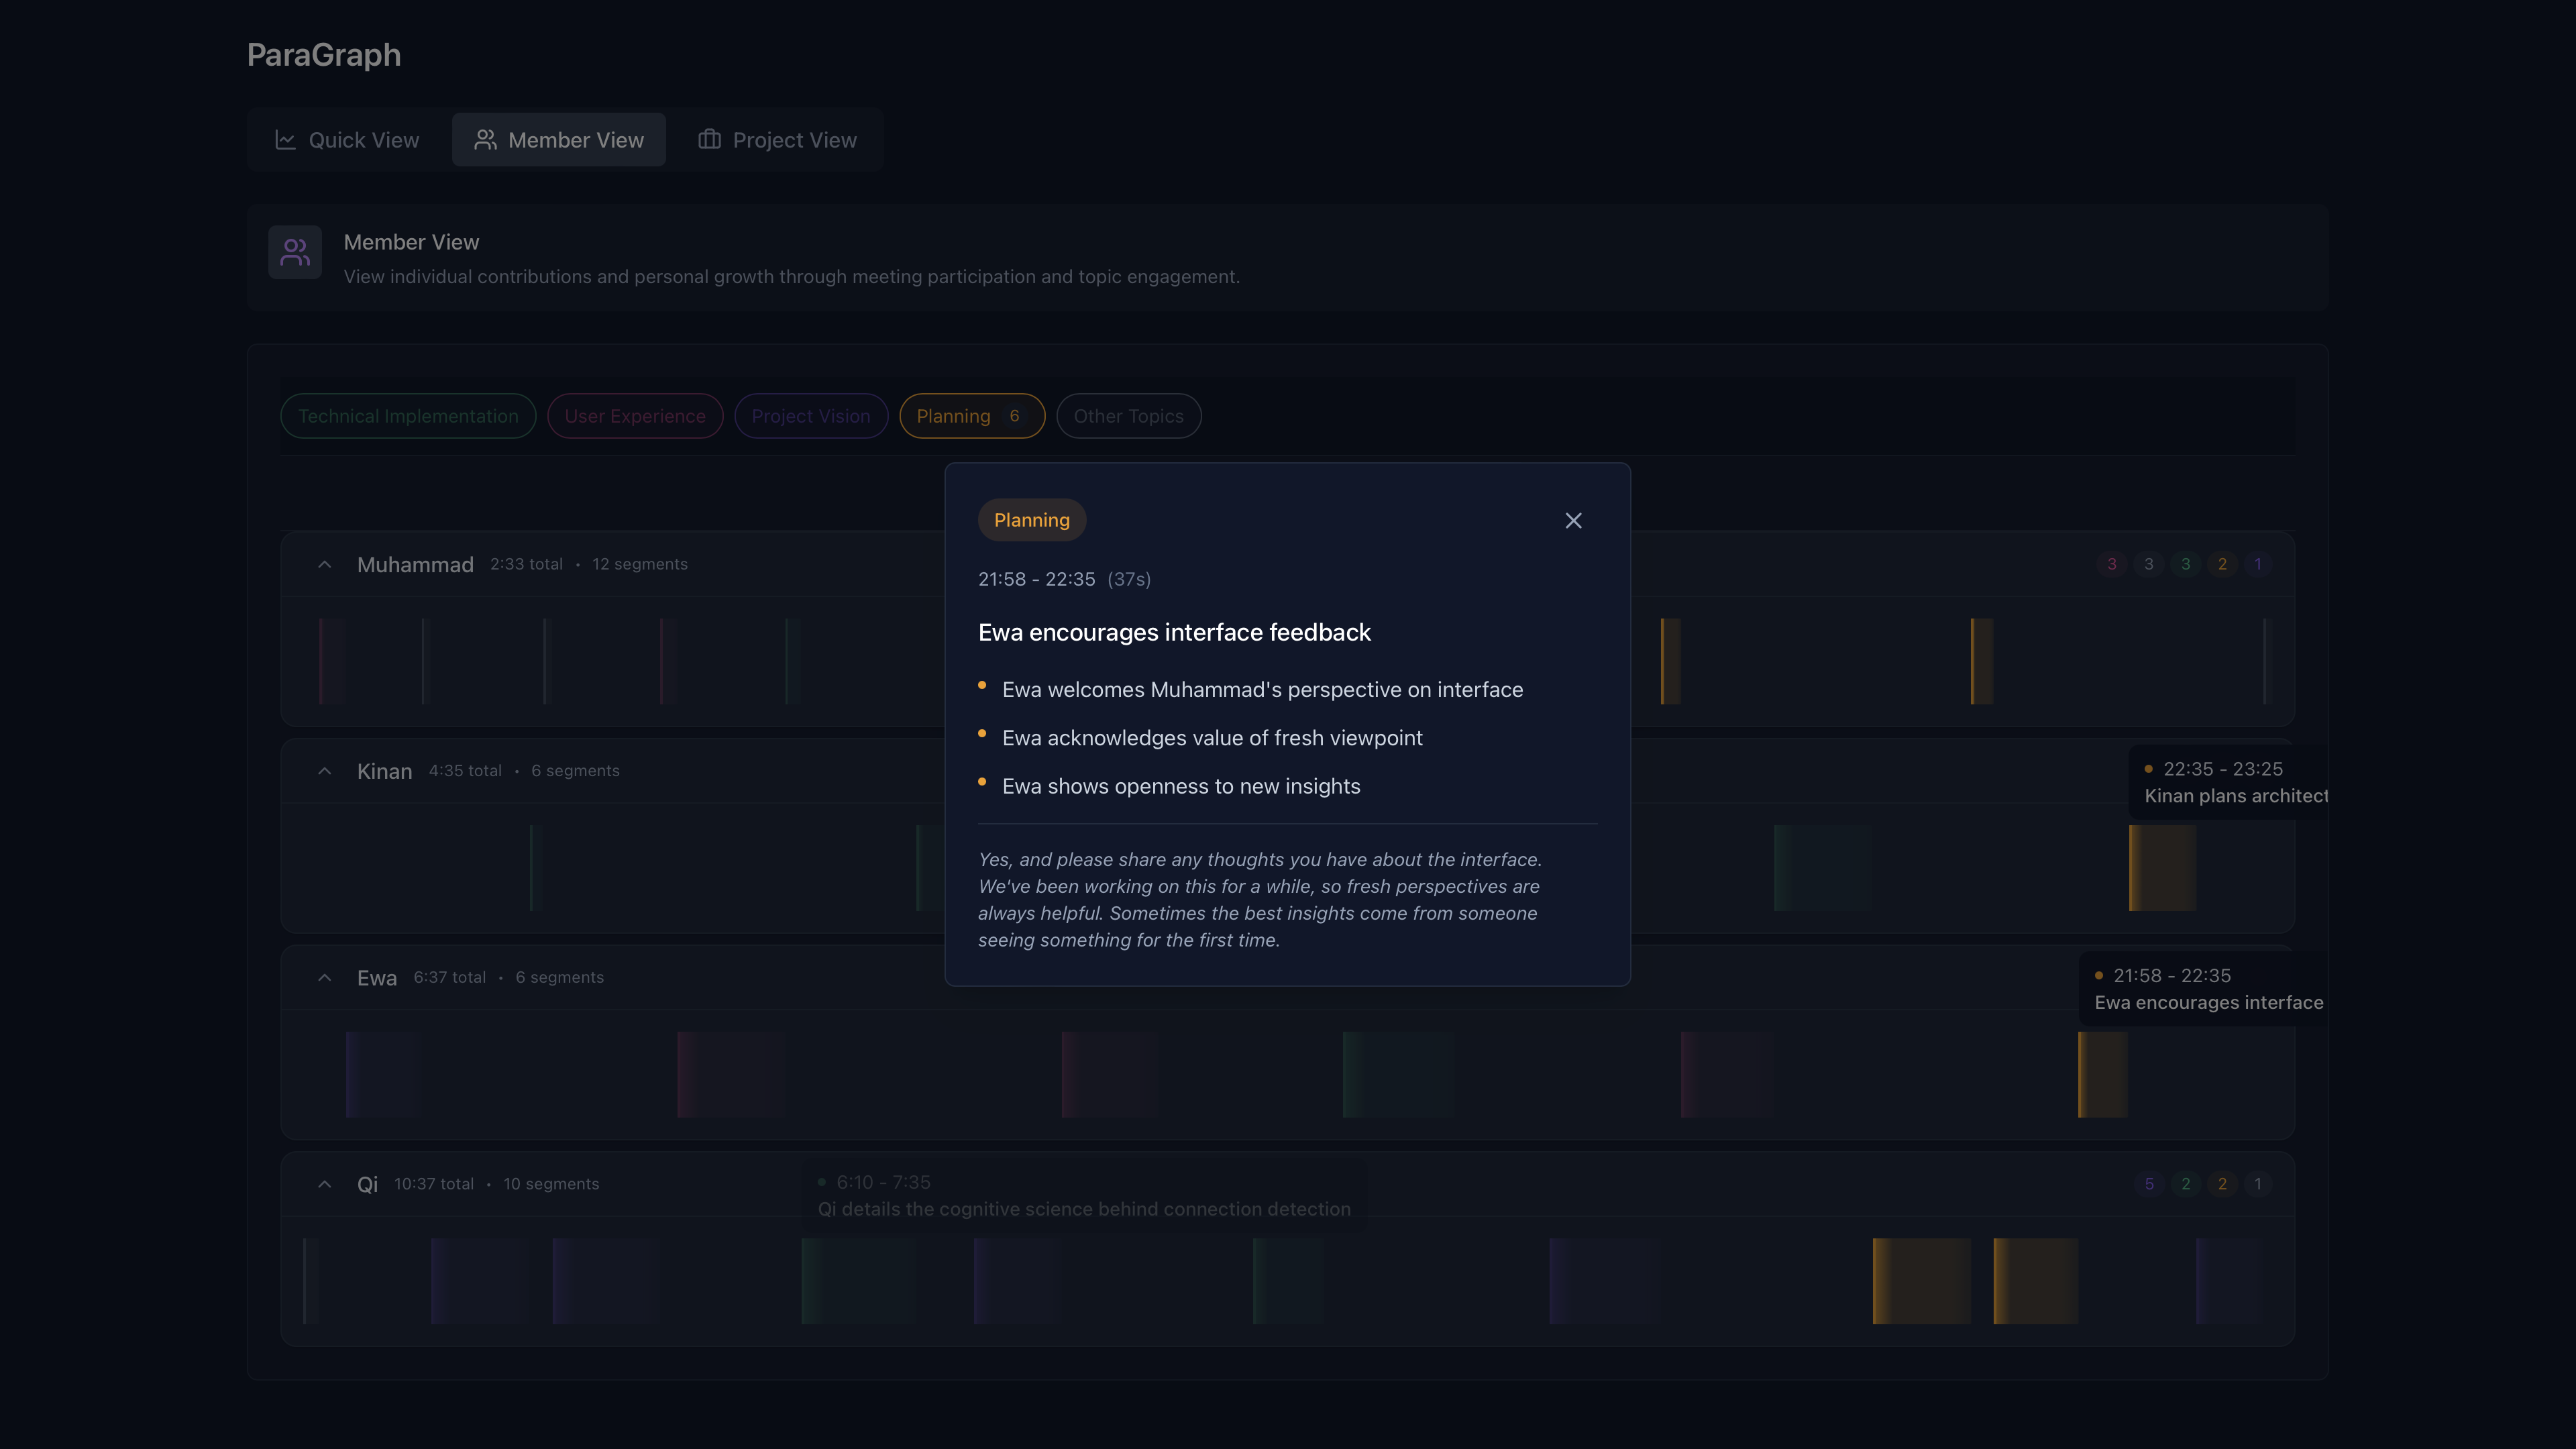 ParaGraph
Quick View
Member View
Project View
Member View
View individual contributions and personal growth through meeting participation and topic engagement.
Technical Implementation
User Experience
Project Vision
Planning 6
Other Topics
Planning
21:58 - 22:35 (37s)
Ewa encourages interface feedback
Ewa welcomes Muhammad's perspective on interface
Ewa acknowledges value of fresh viewpoint
Ewa shows openness to new insights
Yes, and please share any thoughts you have about the interface.
We've been working on this for a while, so fresh perspectives are
always helpful. Sometimes the best insights come from someone
seeing something for the first time.
Muhammad 2:33 total • 12 segments
3 3 3 2 1
Kinan 4:35 total • 6 segments
22:35 - 23:25
Kinan plans architect
Ewa 6:37 total • 6 segments
21:58 - 22:35
Ewa encourages interface
Qi 10:37 total • 10 segments
6:10 - 7:35
Qi details the cognitive science behind connection detection
5 2 2 1